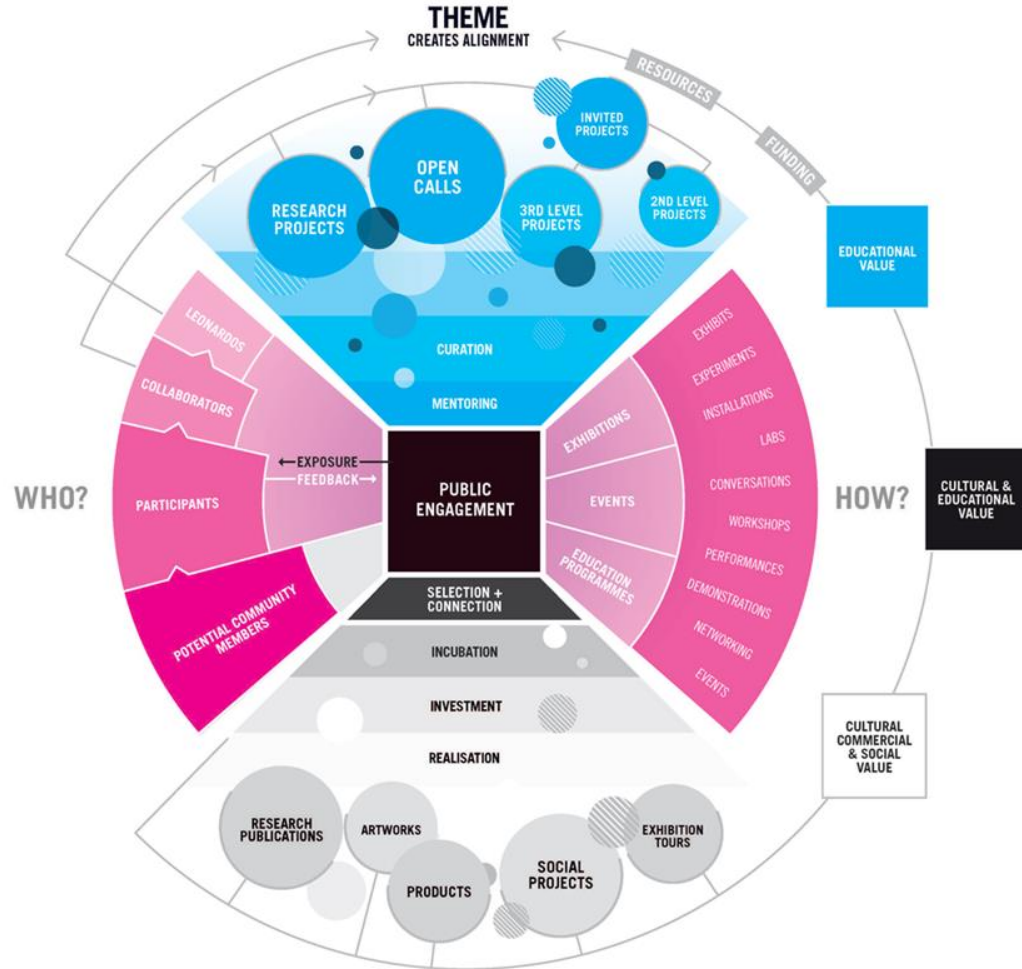 THEME
CREATES ALIGNMENT
RESOURCES
FUNDING
INVITED
PROJECTS
OPEN
CALLS
RESEARCH
PROJECTS
3RD LEVEL
PROJECTS
2ND LEVEL
PROJECTS
CURATION
MENTORING
EDUCATIONAL
VALUE
WHO?
LEONARDOS
COLLABORATORS
PARTICIPANTS
POTENTIAL COMMUNITY
MEMBERS
EXPOSURE
FEEDBACK
PUBLIC
ENGAGEMENT
EXHIBITIONS
EVENTS
EDUCATION
PROGRAMMES
EXHIBITS
EXPERIMENTS
INSTALLATIONS
LABS
CONVERSATIONS
WORKSHOPS
PERFORMANCES
DEMONSTRATIONS
NETWORKING
EVENTS
HOW?
CULTURAL &
EDUCATIONAL
VALUE
SELECTION +
CONNECTION
INCUBATION
INVESTMENT
REALISATION
CULTURAL
COMMERCIAL
& SOCIAL
VALUE
RESEARCH
PUBLICATIONS
ARTWORKS
PRODUCTS
SOCIAL
PROJECTS
EXHIBITION
TOURS